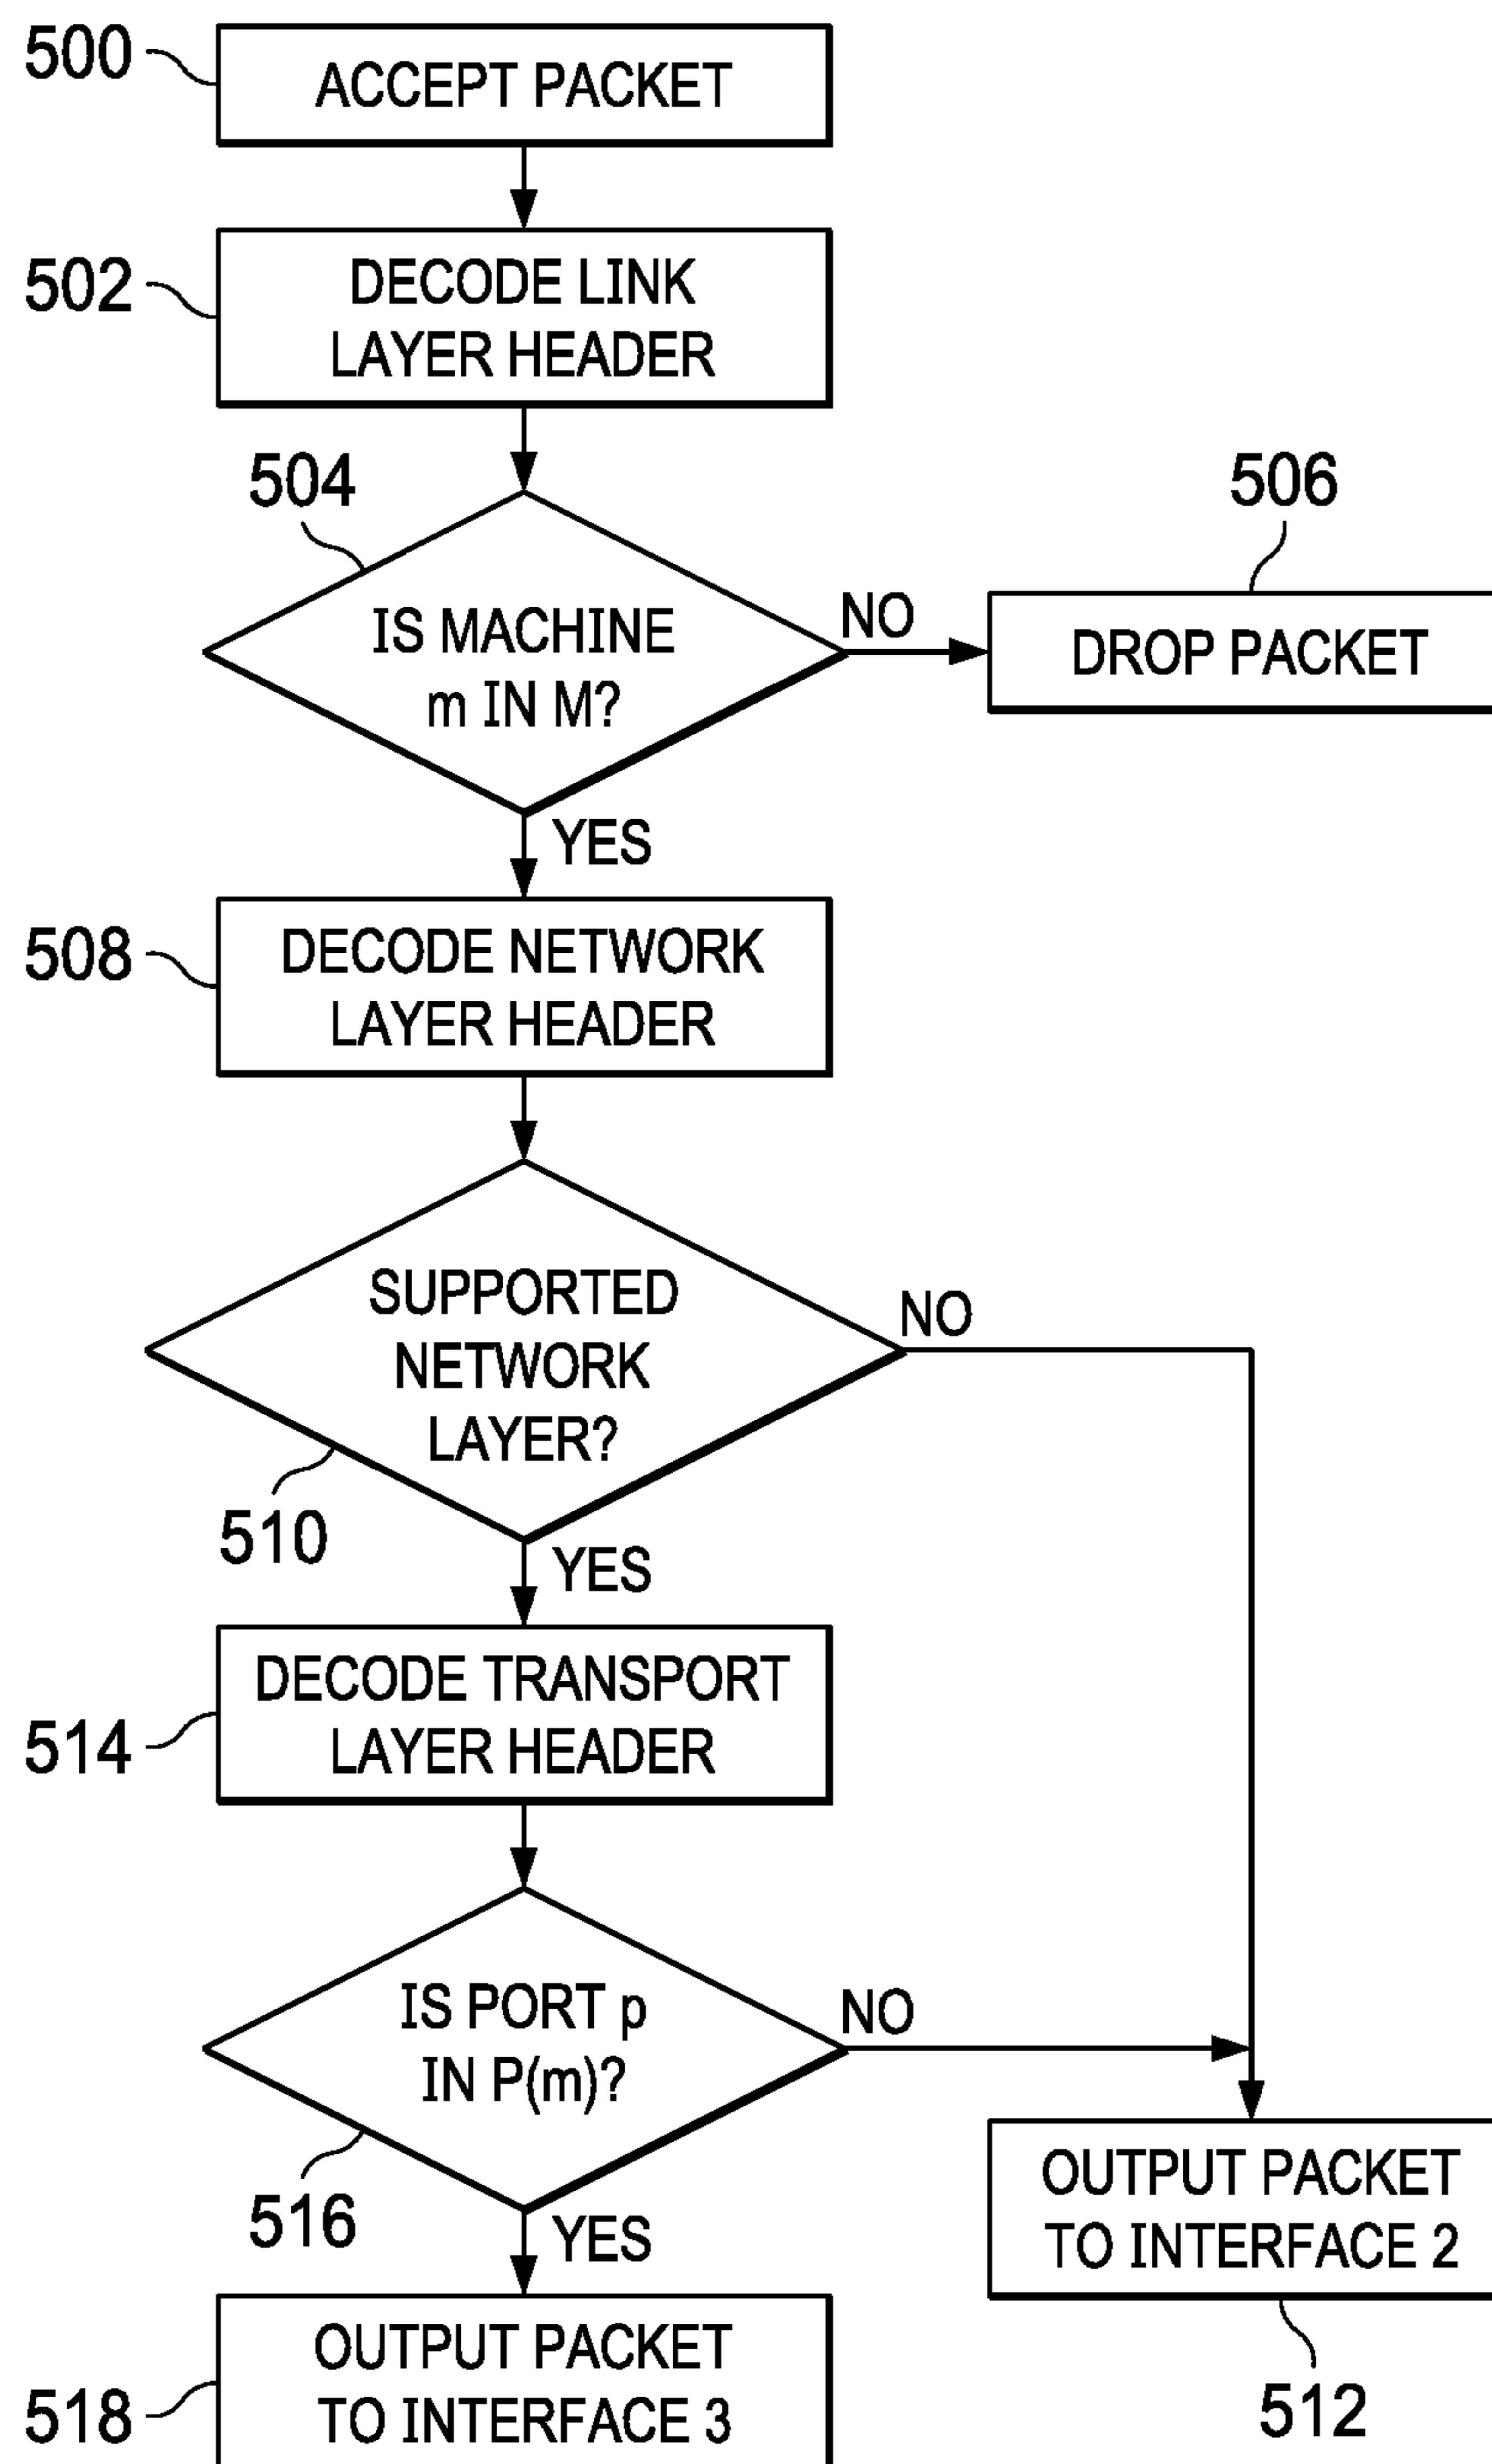 500
ACCEPT PACKET
502
DECODE LINK
LAYER HEADER
504
IS MACHINE
m IN M?
NO
506
DROP PACKET
YES
508
DECODE NETWORK
LAYER HEADER
SUPPORTED
NETWORK
LAYER?
NO
510
YES
514
DECODE TRANSPORT
LAYER HEADER
IS PORT p
IN P(m)?
NO
516
YES
OUTPUT PACKET
TO INTERFACE 2
512
518
OUTPUT PACKET
TO INTERFACE 3